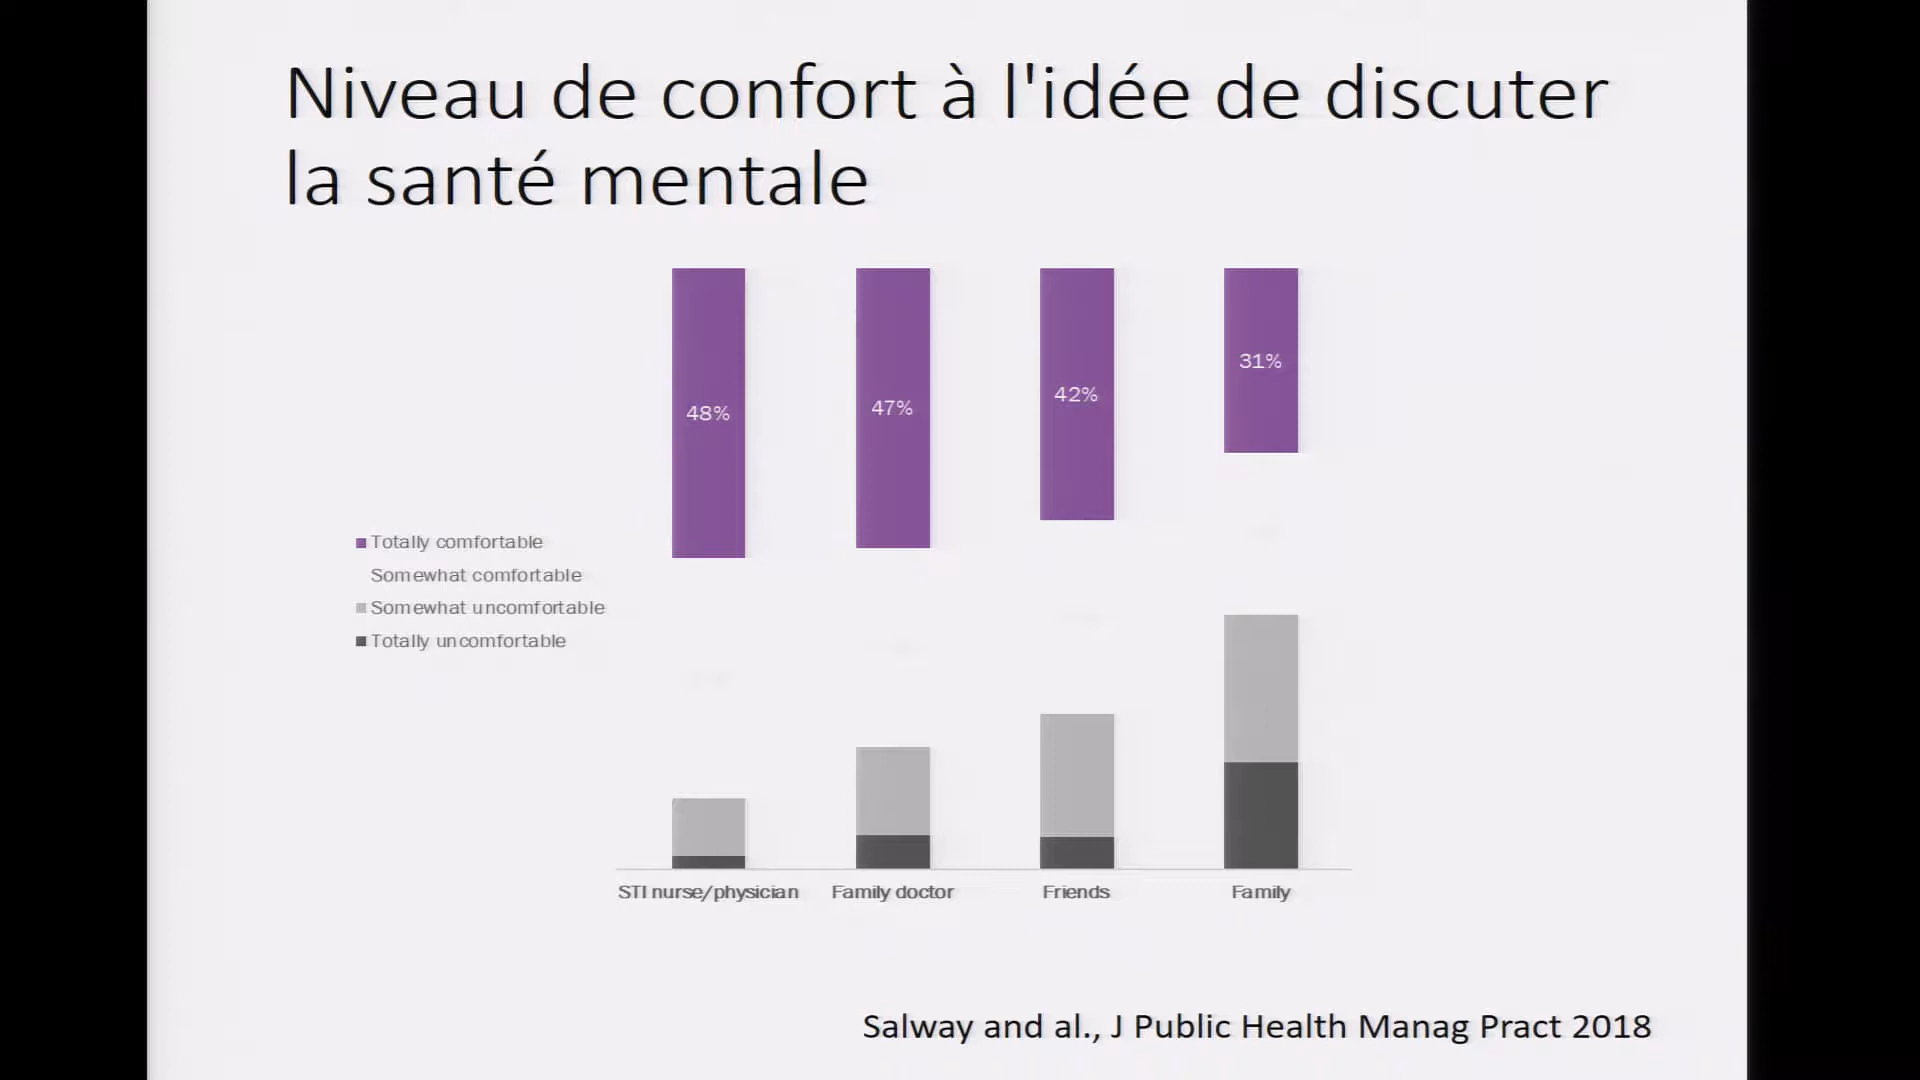 Niveau de confort à l'idée de discuter
la santé mentale
48%
47%
42%
31%
Totally comfortable
Somewhat comfortable
Somewhat uncomfortable
Totally uncomfortable
STI nurse/physician
Family doctor
Friends
Family
Salway and al., J Public Health Manag Pract 2018